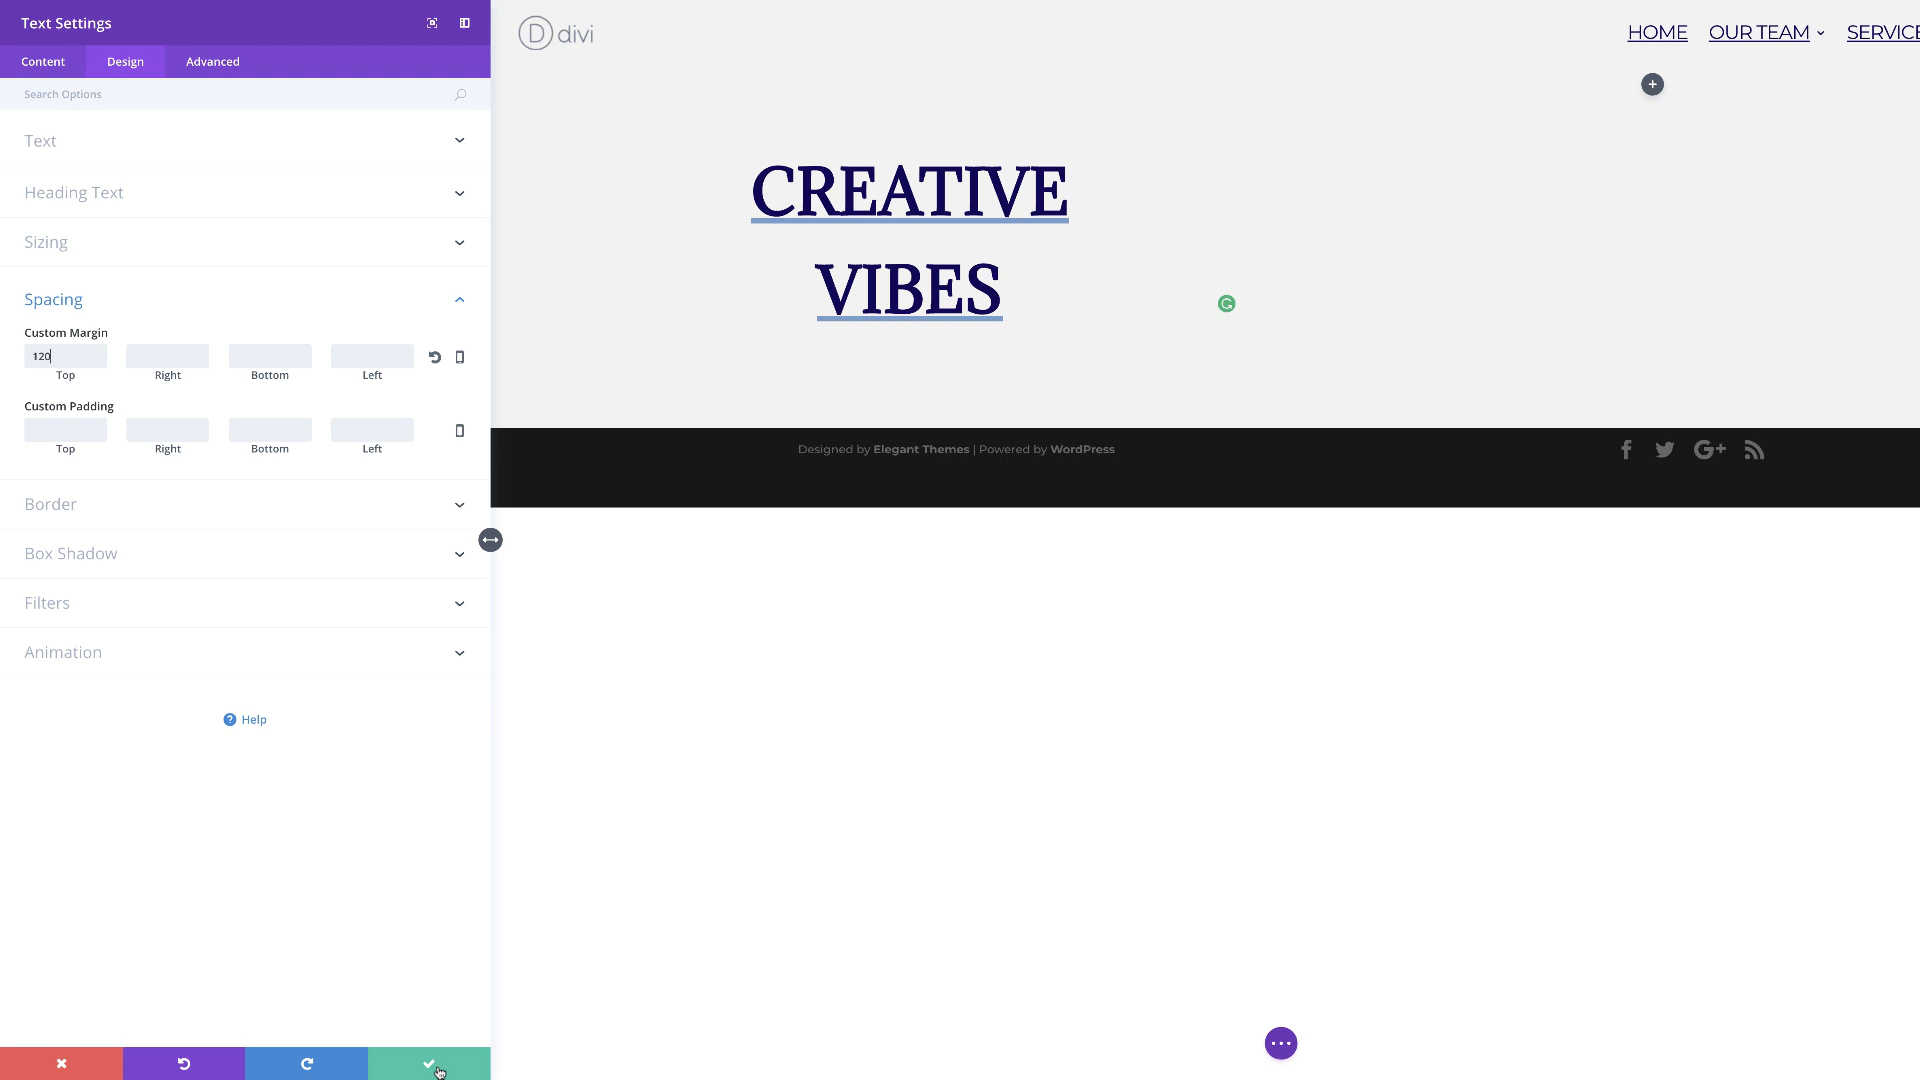 Text Settings
Content Design Advanced
Search Options
Text
Heading Text
Sizing
Spacing
Custom Margin
120
Top Right Bottom Left
Custom Padding
Top Right Bottom Left
Border
Box Shadow
Filters
Animation
? Help
D divi
HOME OUR TEAM SERVICE
CREATIVE
VIBES
Designed by Elegant Themes | Powered by WordPress